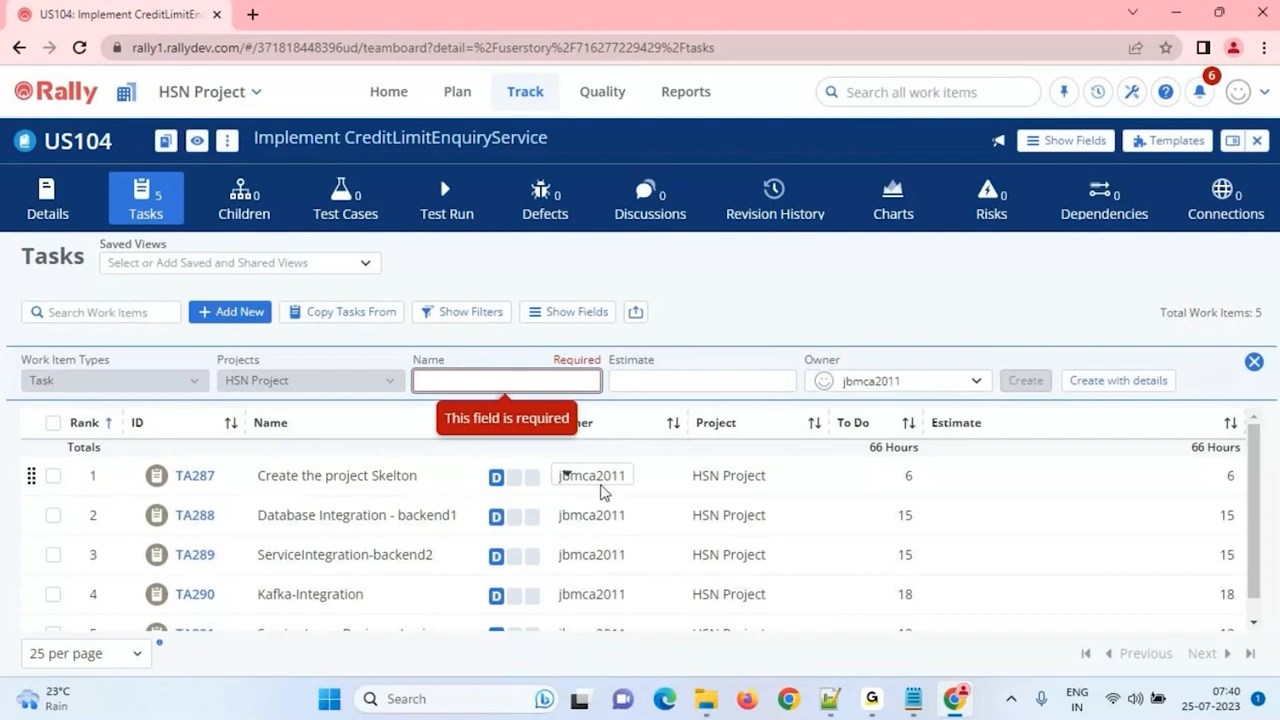 US104: Implement CreditLimitEn
rally1.rallydev.com/#/371818448396ud/teamboard?detail=%2Fuserstory%2F716277229429%2Ftasks
Rally
HSN Project
Home
Plan
Track
Quality
Reports
Search all work items
6
US104
Implement CreditLimitEnquiryService
Show Fields
Templates
Details
5
Tasks
0
Children
0
Test Cases
Test Run
0
Defects
0
Discussions
Revision History
Charts
0
Risks
0
Dependencies
0
Connections
Tasks
Saved Views
Select or Add Saved and Shared Views
Search Work Items
+ Add New
Copy Tasks From
Show Filters
Show Fields
Total Work Items: 5
Work Item Types
Projects
Name
Required
Estimate
Owner
Task
HSN Project
jbmca2011
Create
Create with details
This field is required
Rank
ID
Name
Project
To Do
Estimate
Totals
66 Hours
66 Hours
1 TA287 Create the project Skelton D jbmca2011 HSN Project 6 6
2 TA288 Database Integration - backend1 D jbmca2011 HSN Project 15 15
3 TA289 ServiceIntegration-backend2 D jbmca2011 HSN Project 15 15
4 TA290 Kafka-Integration D jbmca2011 HSN Project 18 18
25 per page
Previous
Next
23°C
Rain
Search
ENG
IN
07:40
25-07-2023
1